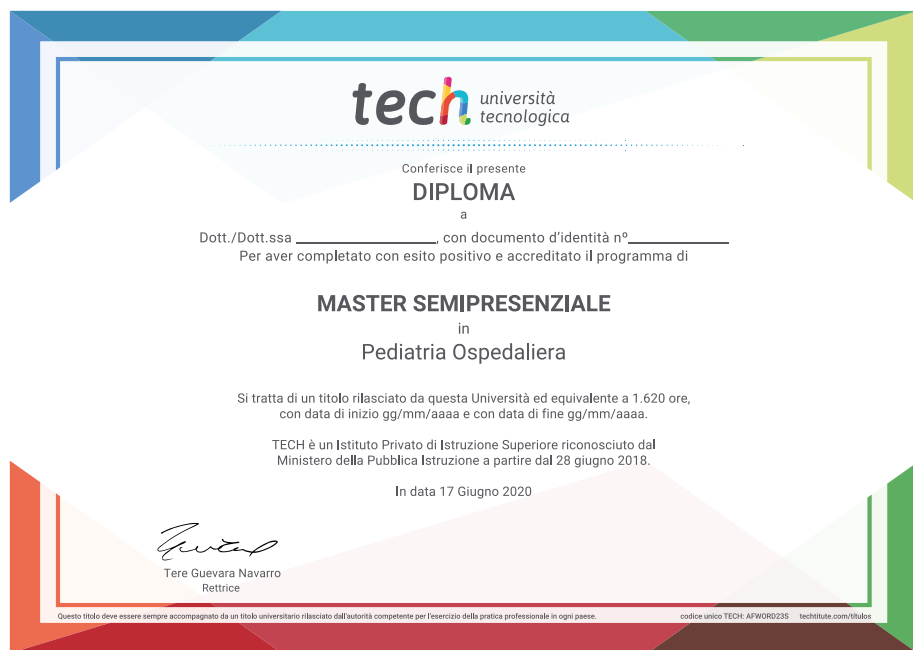 tech università
tecnologica
Conferisce il presente
DIPLOMA
a
Dott./Dott.ssa ____________________, con documento d'identità nº______________
Per aver completato con esito positivo e accreditato il programma di
MASTER SEMIPRESENZIALE
in
Pediatria Ospedaliera
Si tratta di un titolo rilasciato da questa Università ed equivalente a 1.620 ore,
con data di inizio gg/mm/aaaa e con data di fine gg/mm/aaaa.
TECH è un Istituto Privato di Istruzione Superiore riconosciuto dal
Ministero della Pubblica Istruzione a partire dal 28 giugno 2018.
In data 17 Giugno 2020
Tere Guevara Navarro
Rettrice
Questo titolo deve essere sempre accompagnato da un titolo universitario rilasciato dall'autorità competente per l'esercizio della pratica professionale in ogni paese. codice unico TECH: AFWORD23S techtitute.com/títulos